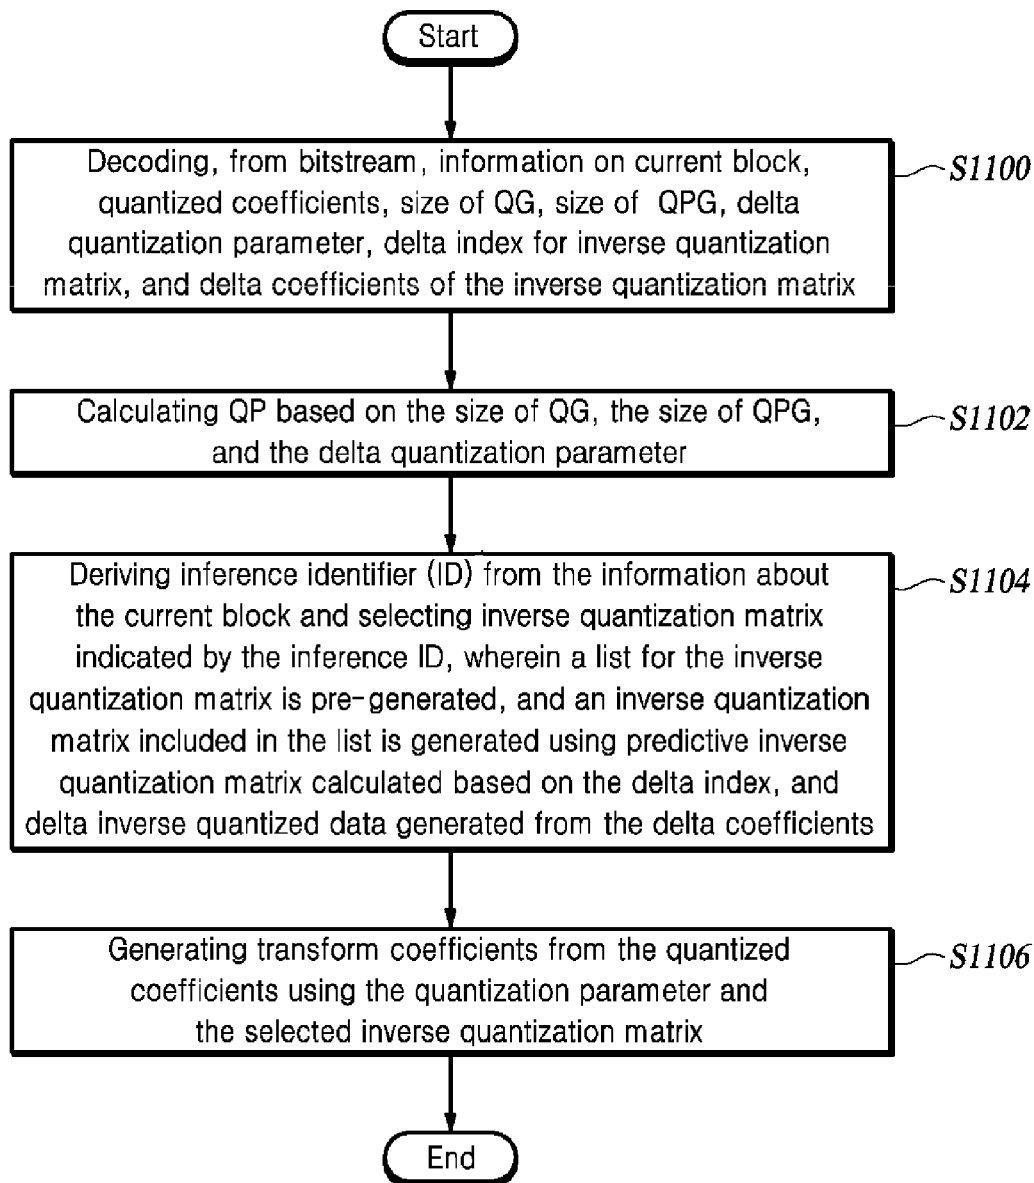 Start
Decoding, from bitstream, information on current block,
quantized coefficients, size of QG, size of QPG, delta
quantization parameter, delta index for inverse quantization
matrix, and delta coefficients of the inverse quantization matrix
S1100
Calculating QP based on the size of QG, the size of QPG,
and the delta quantization parameter
S1102
Deriving inference identifier (ID) from the information about
the current block and selecting inverse quantization matrix
indicated by the inference ID, wherein a list for the inverse
quantization matrix is pre-generated, and an inverse quantization
matrix included in the list is generated using predictive inverse
quantization matrix calculated based on the delta index, and
delta inverse quantized data generated from the delta coefficients
S1104
Generating transform coefficients from the quantized
coefficients using the quantization parameter and
the selected inverse quantization matrix
S1106
End